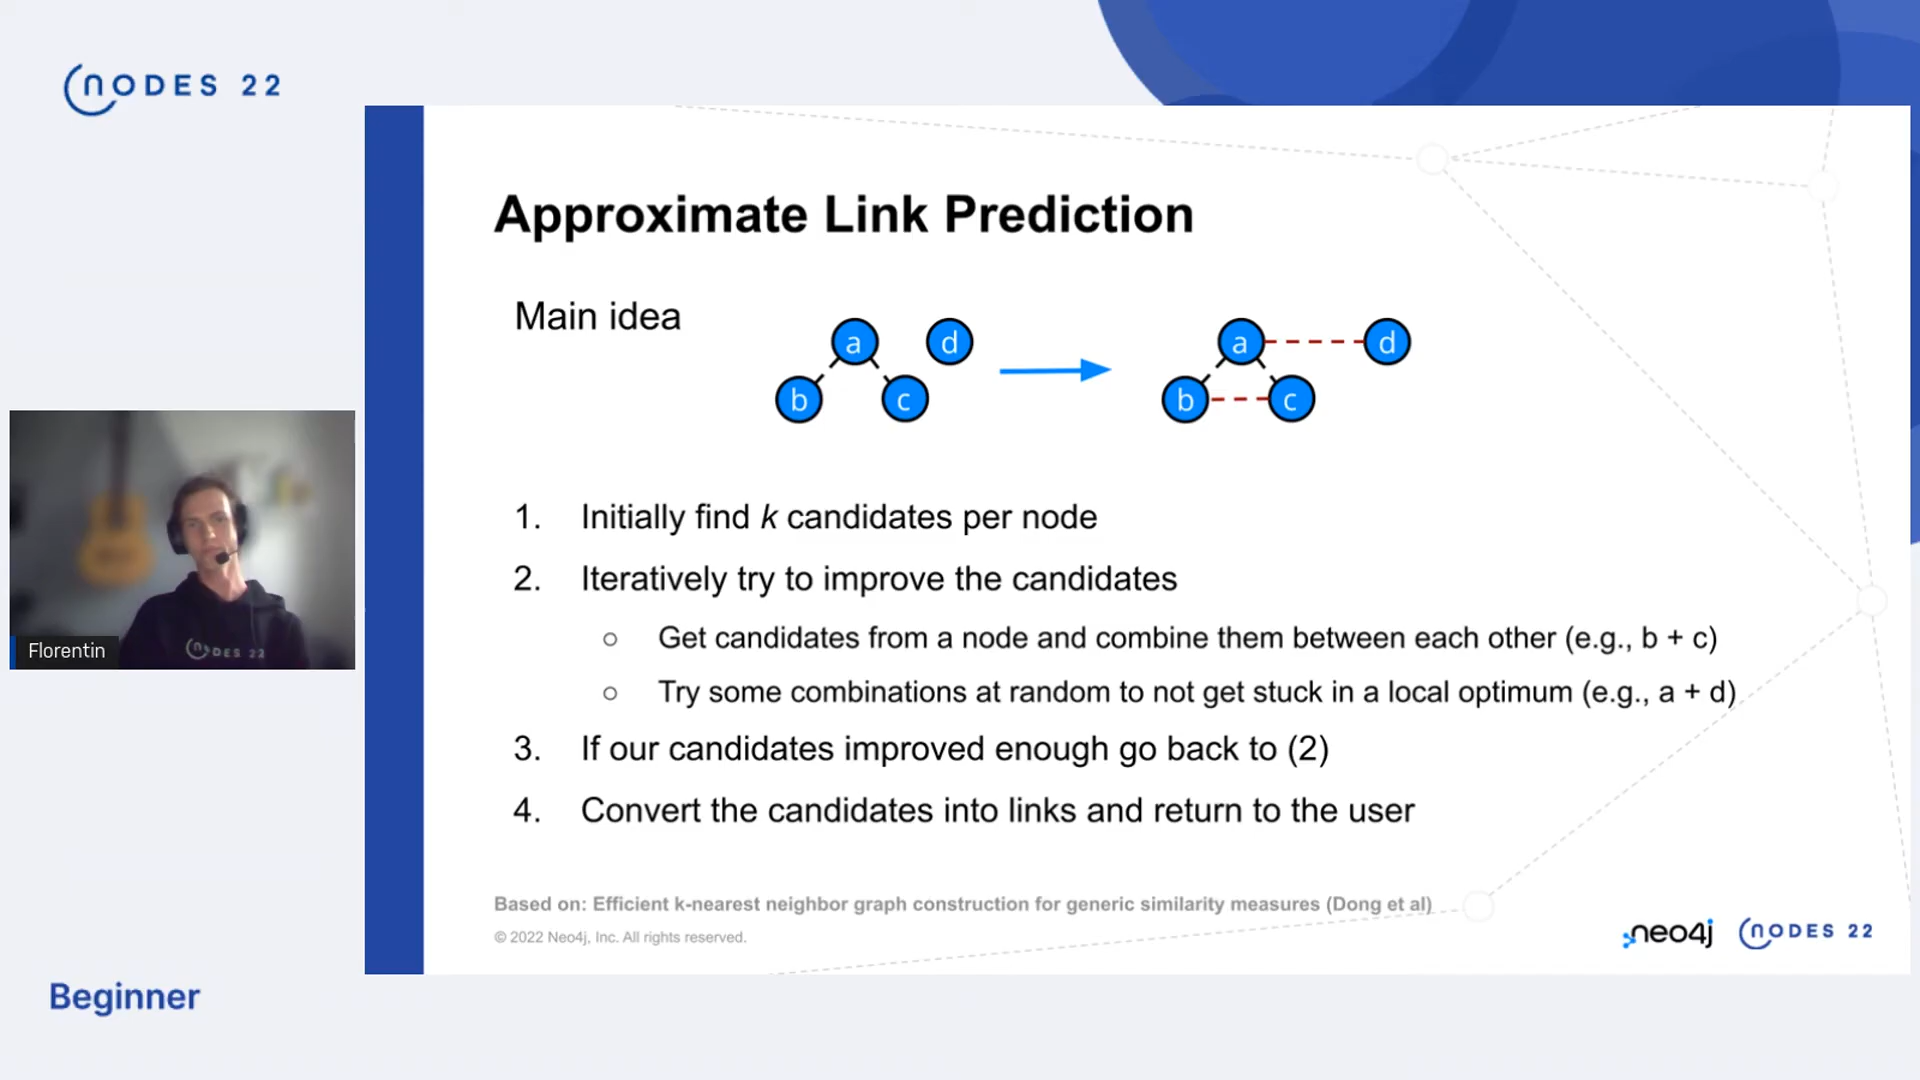 NODES 22
Approximate Link Prediction
Main idea
a d a d
b c b c
1. Initially find k candidates per node
2. Iteratively try to improve the candidates
○ Get candidates from a node and combine them between each other (e.g., b + c)
○ Try some combinations at random to not get stuck in a local optimum (e.g., a + d)
3. If our candidates improved enough go back to (2)
4. Convert the candidates into links and return to the user
Based on: Efficient k-nearest neighbor graph construction for generic similarity measures (Dong et al)
© 2022 Neo4j, Inc. All rights reserved.
neo4j NODES 22
NODES 22
Florentin
Beginner